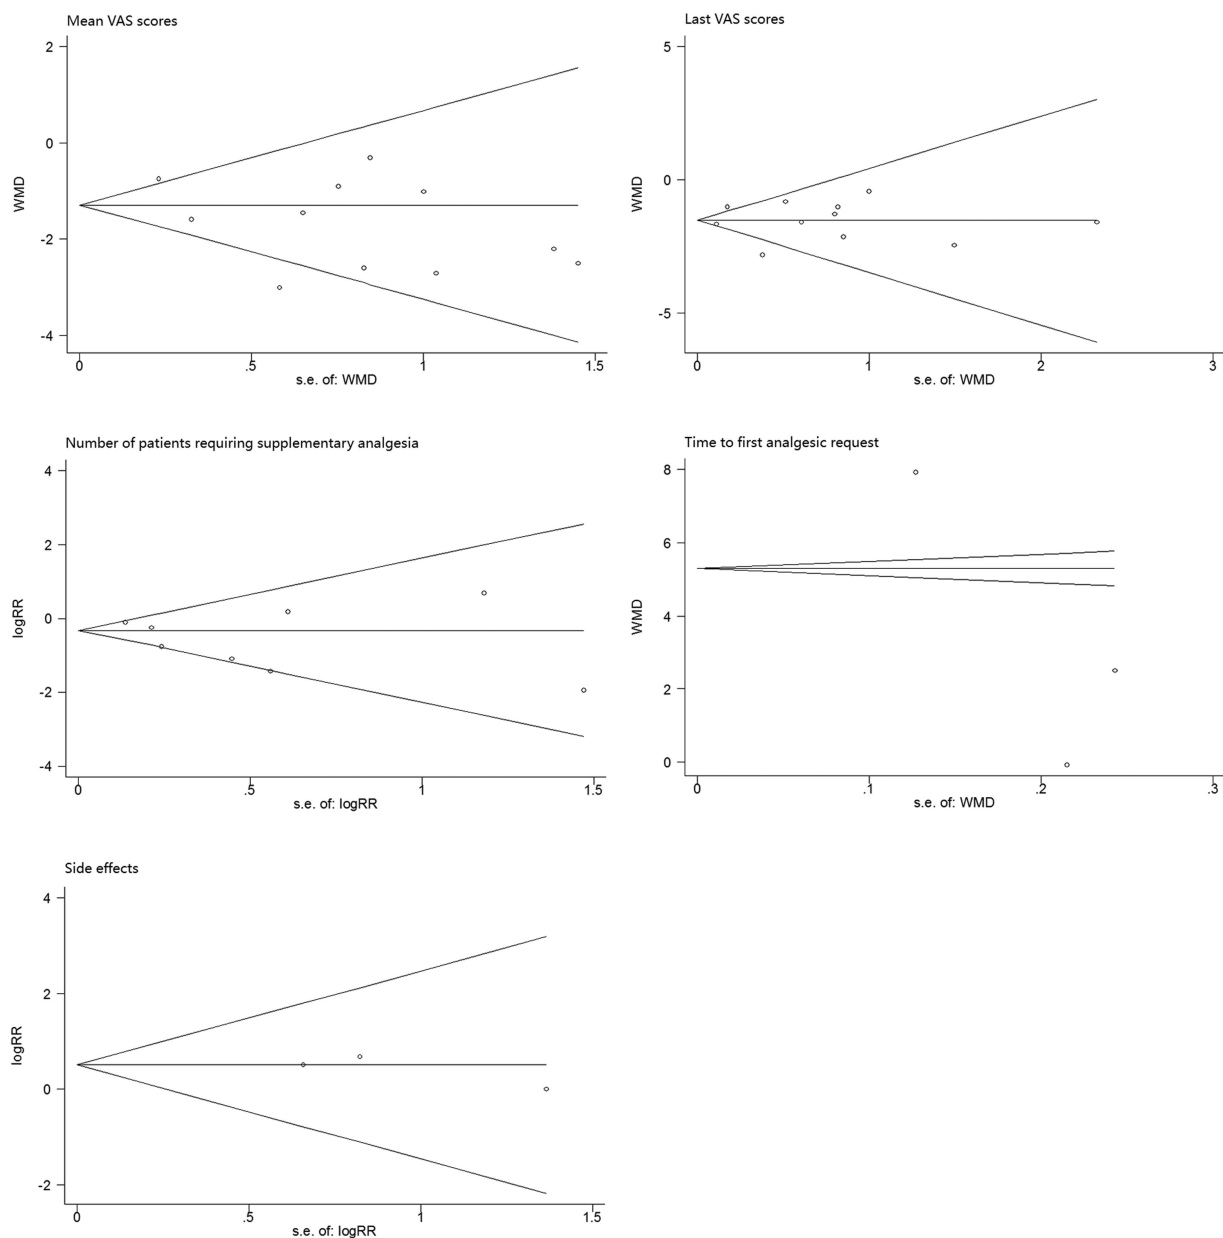 Mean VAS scores
2
0
-2
-4
WMD
0 .5 1 1.5
s.e. of: WMD
Last VAS scores
5
0
-5
WMD
0 1 2 3
s.e. of: WMD
Number of patients requiring supplementary analgesia
4
2
0
-2
-4
logRR
0 .5 1 1.5
s.e. of: logRR
Time to first analgesic request
8
6
4
2
0
WMD
0 .1 .2 .3
s.e. of: WMD
Side effects
4
2
0
-2
logRR
0 .5 1 1.5
s.e. of: logRR